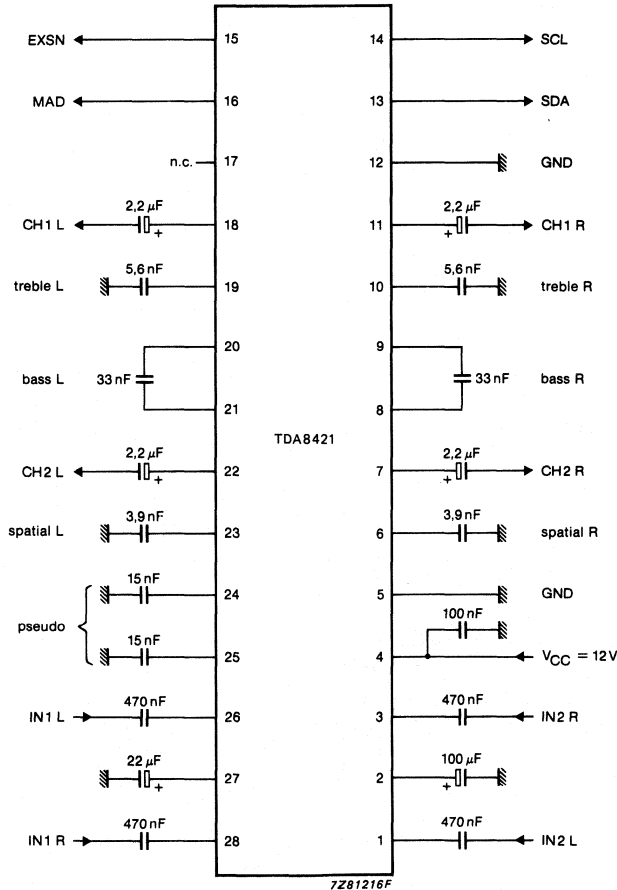 EXSN 15 14 SCL
MAD 16 13 SDA
n.c. 17 12 GND
2,2 µF 2,2 µF
CH1 L + 18 11 + CH1 R
5,6 nF 5,6 nF
treble L 19 10 treble R
20 9
bass L 33 nF 33 nF bass R
21 8
TDA8421
2,2 µF 2,2 µF
CH2 L + 22 7 + CH2 R
3,9 nF 3,9 nF
spatial L 23 6 spatial R
15 nF
24 5 GND
pseudo 100 nF
15 nF
25 4 VCC = 12 V
470 nF 470 nF
IN1 L 26 3 IN2 R
22 µF 100 µF
+ 27 2 +
470 nF 470 nF
IN1 R 28 1 IN2 L
7Z81216F